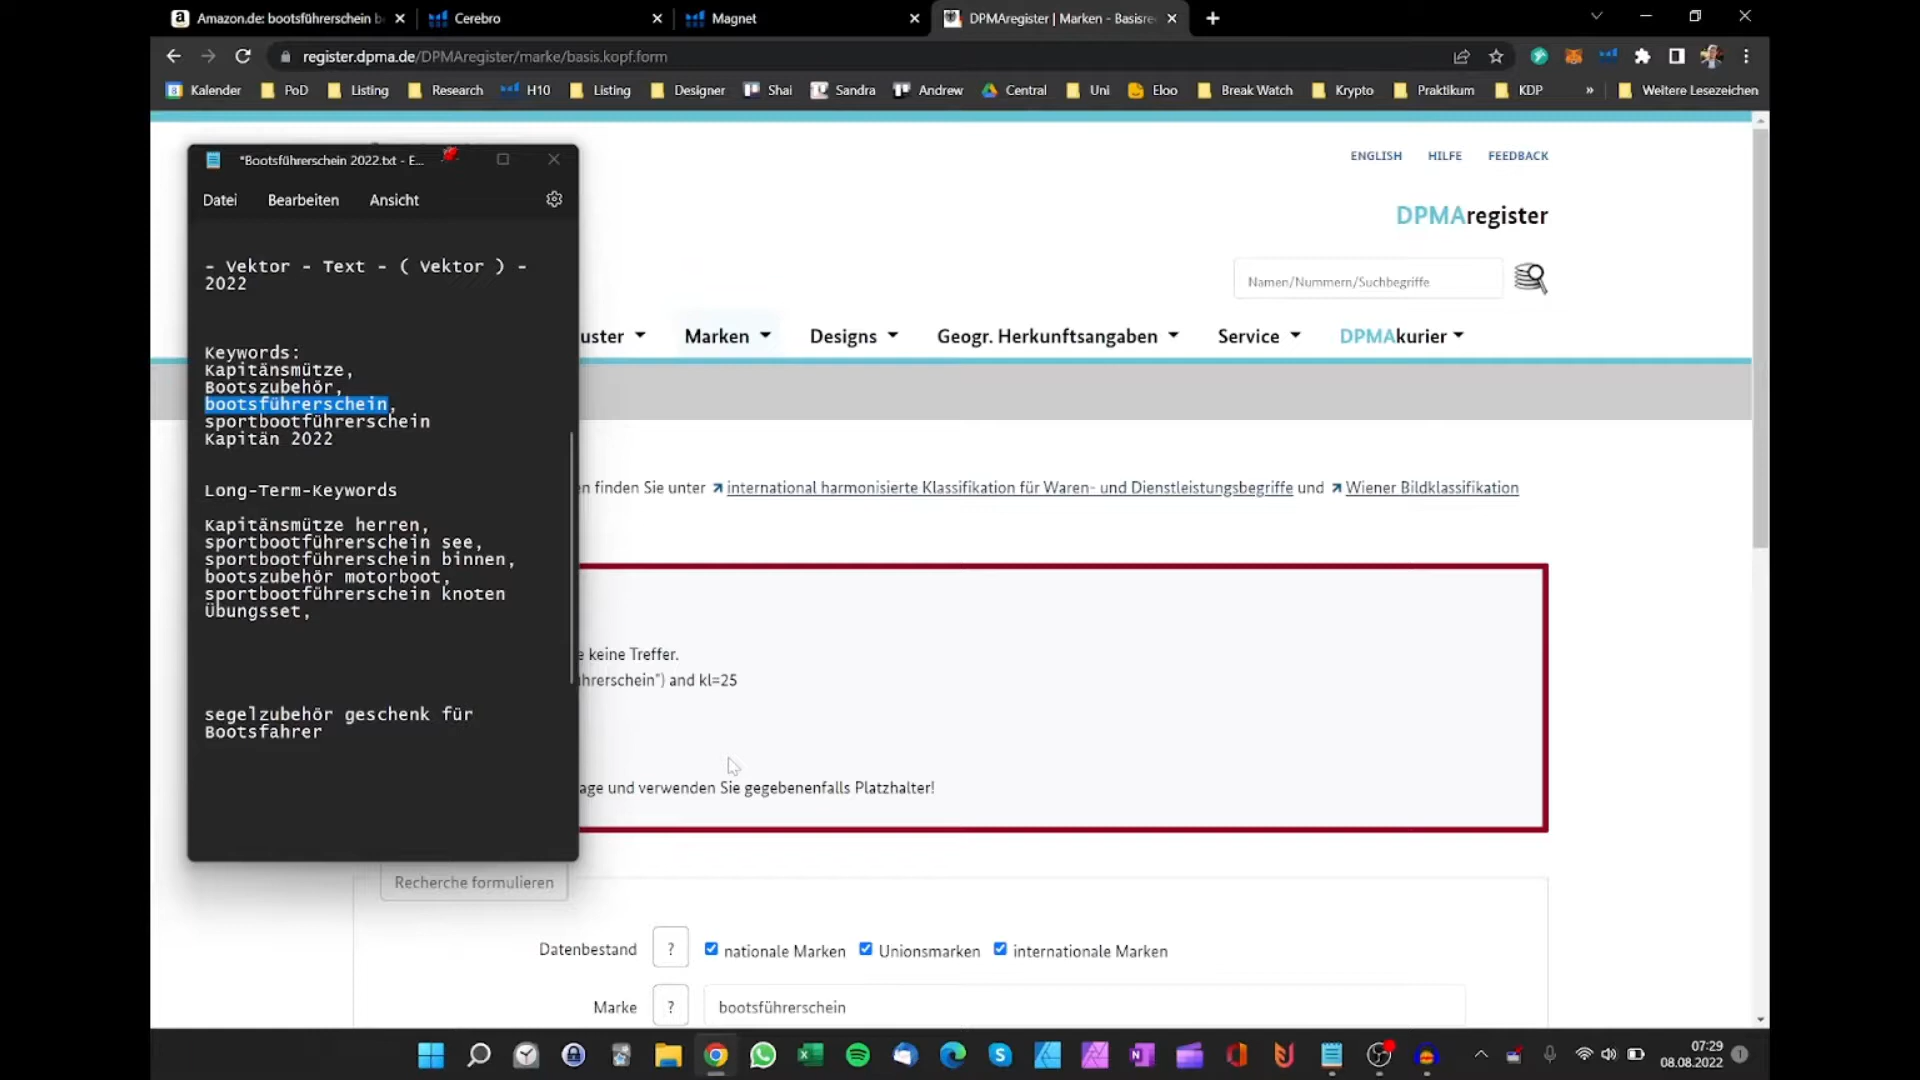 Amazon.de: bootsführerschein b
Cerebro
Magnet
DPMAregister | Marken - Basisre
register.dpma.de/DPMAregister/marke/basis.kopf.form
Kalender
PoD
Listing
Research
H10
Listing
Designer
Shai
Sandra
Andrew
Central
Uni
Eloo
Break Watch
Krypto
Praktikum
KDP
»
Weitere Lesezeichen
*Bootsführerschein 2022.txt - E...
Datei
Bearbeiten
Ansicht
- Vektor - Text - ( Vektor ) -
2022
Keywords:
Kapitänsmütze,
Bootszubehör,
bootsführerschein,
sportbootführerschein
Kapitän 2022
Long-Term-Keywords
Kapitänsmütze herren,
sportbootführerschein see,
sportbootführerschein binnen,
bootszubehör motorboot,
sportbootführerschein knoten
Übungsset,
segelzubehör geschenk für
Bootsfahrer
ENGLISH
HILFE
FEEDBACK
DPMAregister
Namen/Nummern/Suchbegriffe
uster
Marken
Designs
Geogr. Herkunftsangaben
Service
DPMAkurier
n finden Sie unter international harmonisierte Klassifikation für Waren- und Dienstleistungsbegriffe und Wiener Bildklassifikation
e keine Treffer.
hrerschein") and kl=25
age und verwenden Sie gegebenenfalls Platzhalter!
Recherche formulieren
Datenbestand ? nationale Marken Unionsmarken internationale Marken
Marke ? bootsführerschein
07:29
08.08.2022